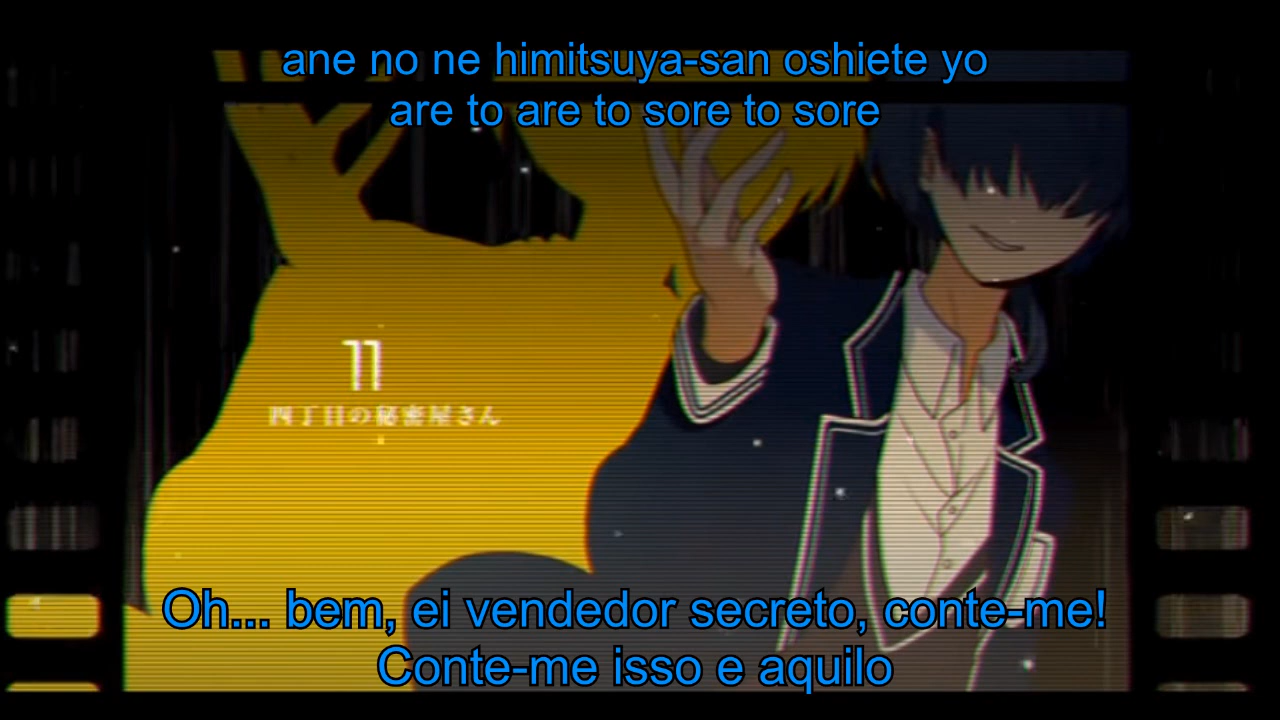 ane no ne himitsuya-san oshiete yo
are to are to sore to sore
11
四丁目の秘密屋さん
Oh... bem, ei vendedor secreto, conte-me!
Conte-me isso e aquilo